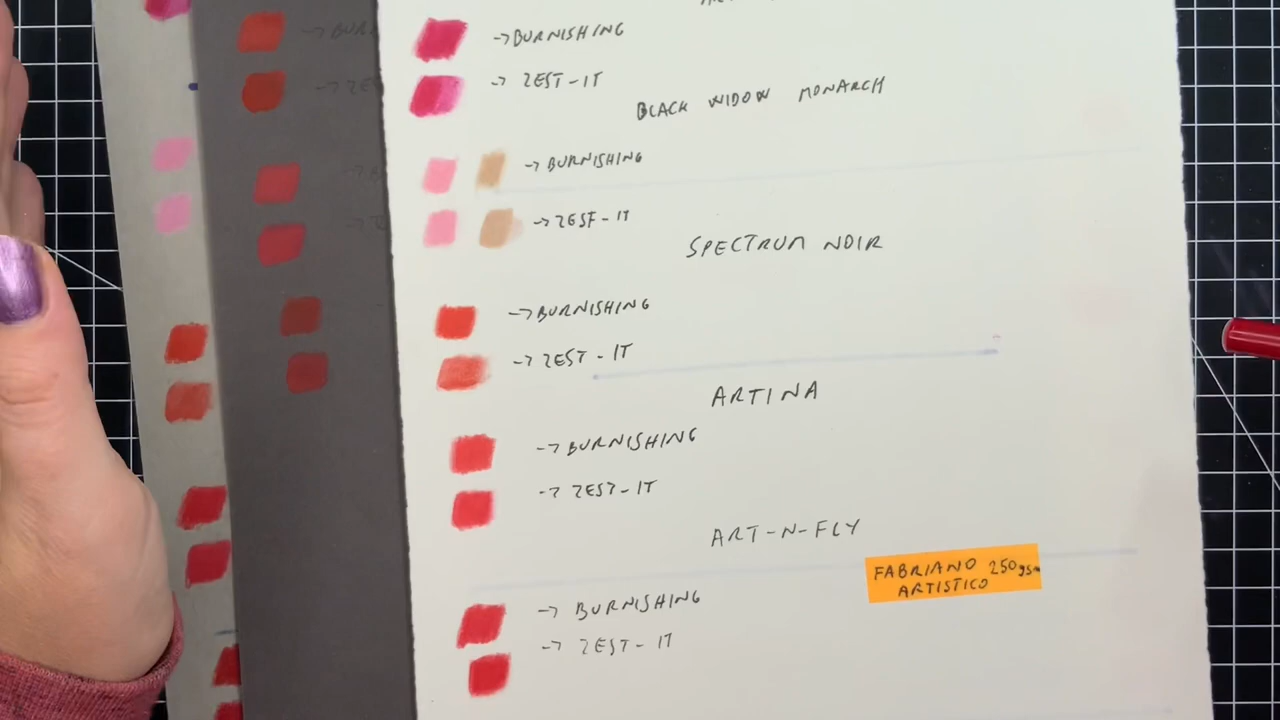 →BURNISHING
→ ZEST-IT
BLACK WIDOW MONARCH
→BURNISHING
→ZEST-IT
SPECTRUM NOIR
→BURNISHING
→ ZEST-IT
ARTINA
→BURNISHING
→ ZEST-IT
ART-N-FLY
FABRIANO 250gsm
ARTISTICO
→ BURNISHING
→ ZEST-IT